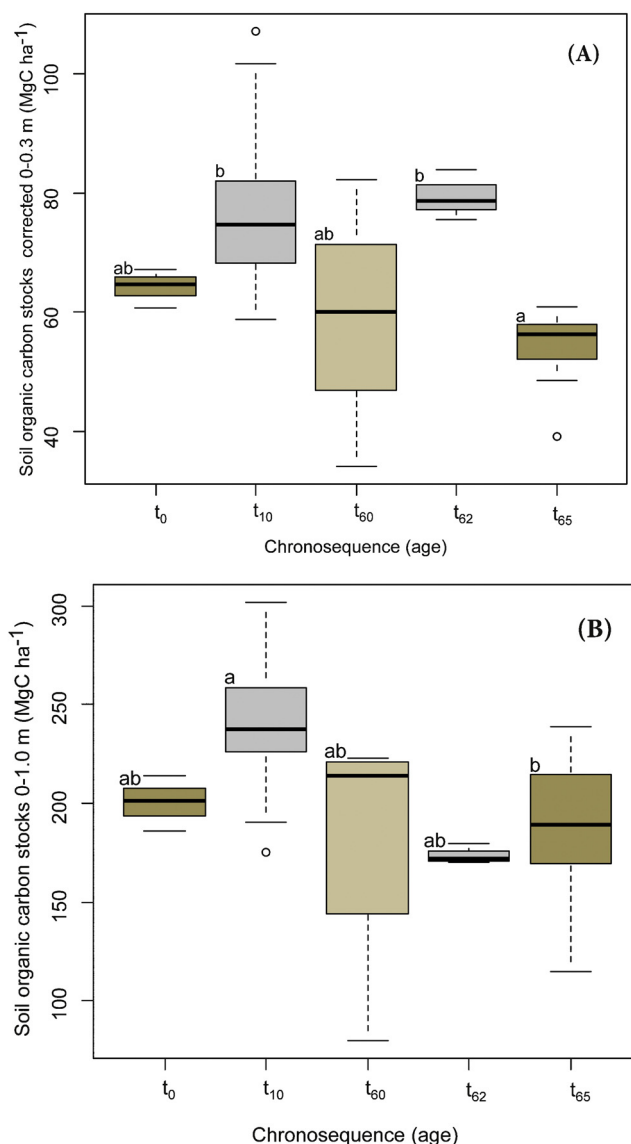 (A)
Soil organic carbon stocks corrected 0-0.3 m (MgC ha⁻¹)
100
80
60
40
ab
b
ab
b
a
t₀ t₁₀ t₆₀ t₆₂ t₆₅
Chronosequence (age)
(B)
Soil organic carbon stocks 0-1.0 m (MgC ha⁻¹)
300
250
200
150
100
ab
a
ab
ab
b
t₀ t₁₀ t₆₀ t₆₂ t₆₅
Chronosequence (age)